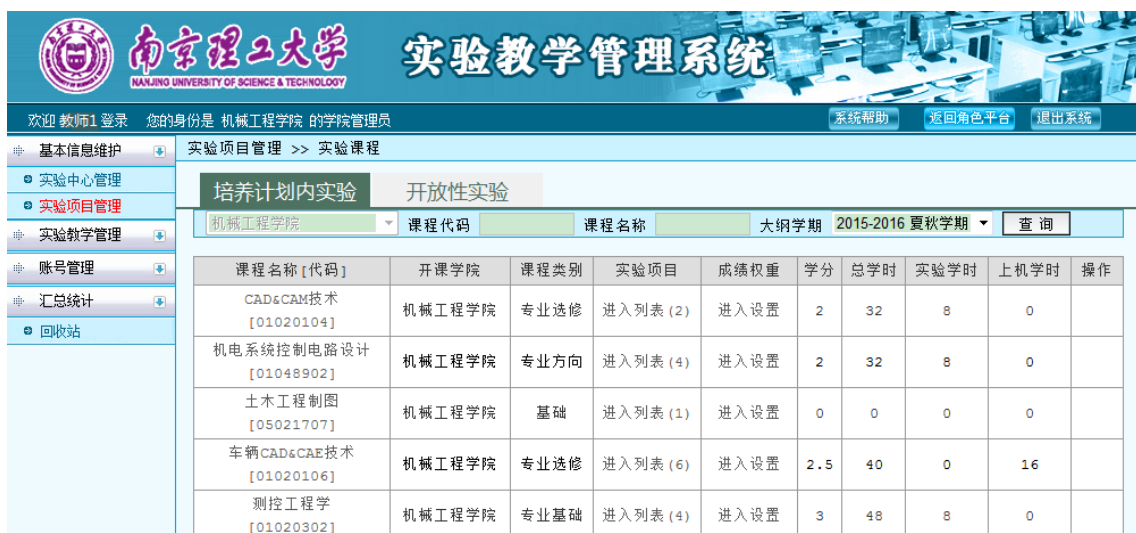 南京理工大学
NANJING UNIVERSITY OF SCIENCE & TECHNOLOGY
实验教学管理系统
欢迎 教师1 登录 您的身份是 机械工程学院 的学院管理员 系统帮助 返回角色平台 退出系统
基本信息维护
实验中心管理
实验项目管理
实验教学管理
账号管理
汇总统计
回收站
实验项目管理 >> 实验课程
培养计划内实验 开放性实验
机械工程学院 课程代码 课程名称 大纲学期 2015-2016 夏秋学期 查 询
课程名称[代码] 开课学院 课程类别 实验项目 成绩权重 学分 总学时 实验学时 上机学时 操作
CAD&CAM技术
[01020104] 机械工程学院 专业选修 进入列表(2) 进入设置 2 32 8 0
机电系统控制电路设计
[01048902] 机械工程学院 专业方向 进入列表(4) 进入设置 2 32 8 0
土木工程制图
[05021707] 机械工程学院 基础 进入列表(1) 进入设置 0 0 0 0
车辆CAD&CAE技术
[01020106] 机械工程学院 专业选修 进入列表(6) 进入设置 2.5 40 0 16
测控工程学
[01020302] 机械工程学院 专业基础 进入列表(4) 进入设置 3 48 8 0